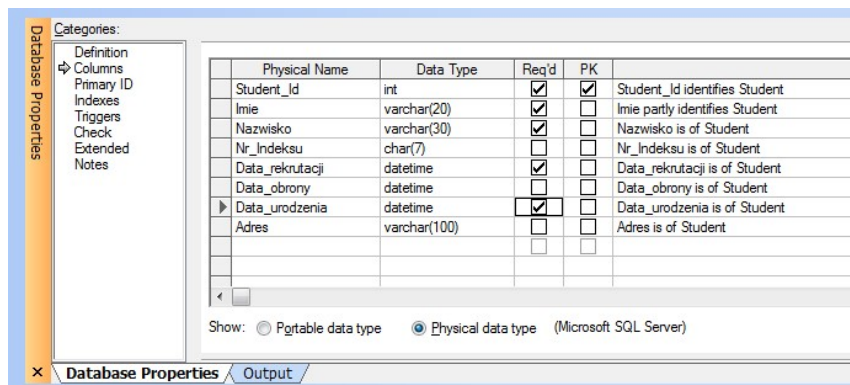 Database Properties
Categories:
Definition
Columns
Primary ID
Indexes
Triggers
Check
Extended
Notes
Physical Name Data Type Req'd PK
Student_Id int Student_Id identifies Student
Imie varchar(20) Imie partly identifies Student
Nazwisko varchar(30) Nazwisko is of Student
Nr_Indeksu char(7) Nr_Indeksu is of Student
Data_rekrutacji datetime Data_rekrutacji is of Student
Data_obrony datetime Data_obrony is of Student
Data_urodzenia datetime Data_urodzenia is of Student
Adres varchar(100) Adres is of Student
Show: Portable data type Physical data type (Microsoft SQL Server)
Database Properties Output